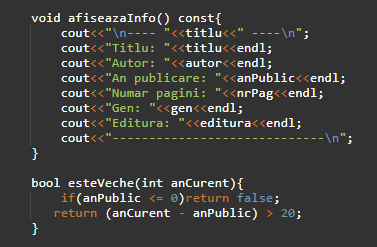 void afiseazaInfo() const{
cout<<"\n---- "<<titlu<<" ----\n";
cout<<"Titlu: "<<titlu<<endl;
cout<<"Autor: "<<autor<<endl;
cout<<"An publicare: "<<anPublic<<endl;
cout<<"Numar pagini: "<<nrPag<<endl;
cout<<"Gen: "<<gen<<endl;
cout<<"Editura: "<<editura<<endl;
cout<<"----------------------------\n";
}
bool esteVeche(int anCurent){
if(anPublic <= 0)return false;
return (anCurent - anPublic) > 20;
}